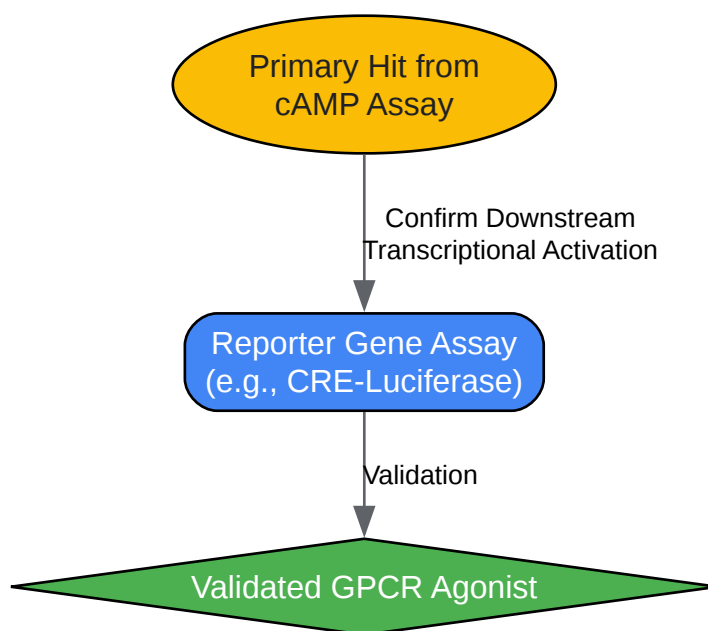 Primary Hit from
cAMP Assay
Confirm Downstream
Transcriptional Activation
Reporter Gene Assay
(e.g., CRE-Luciferase)
Validation
Validated GPCR Agonist